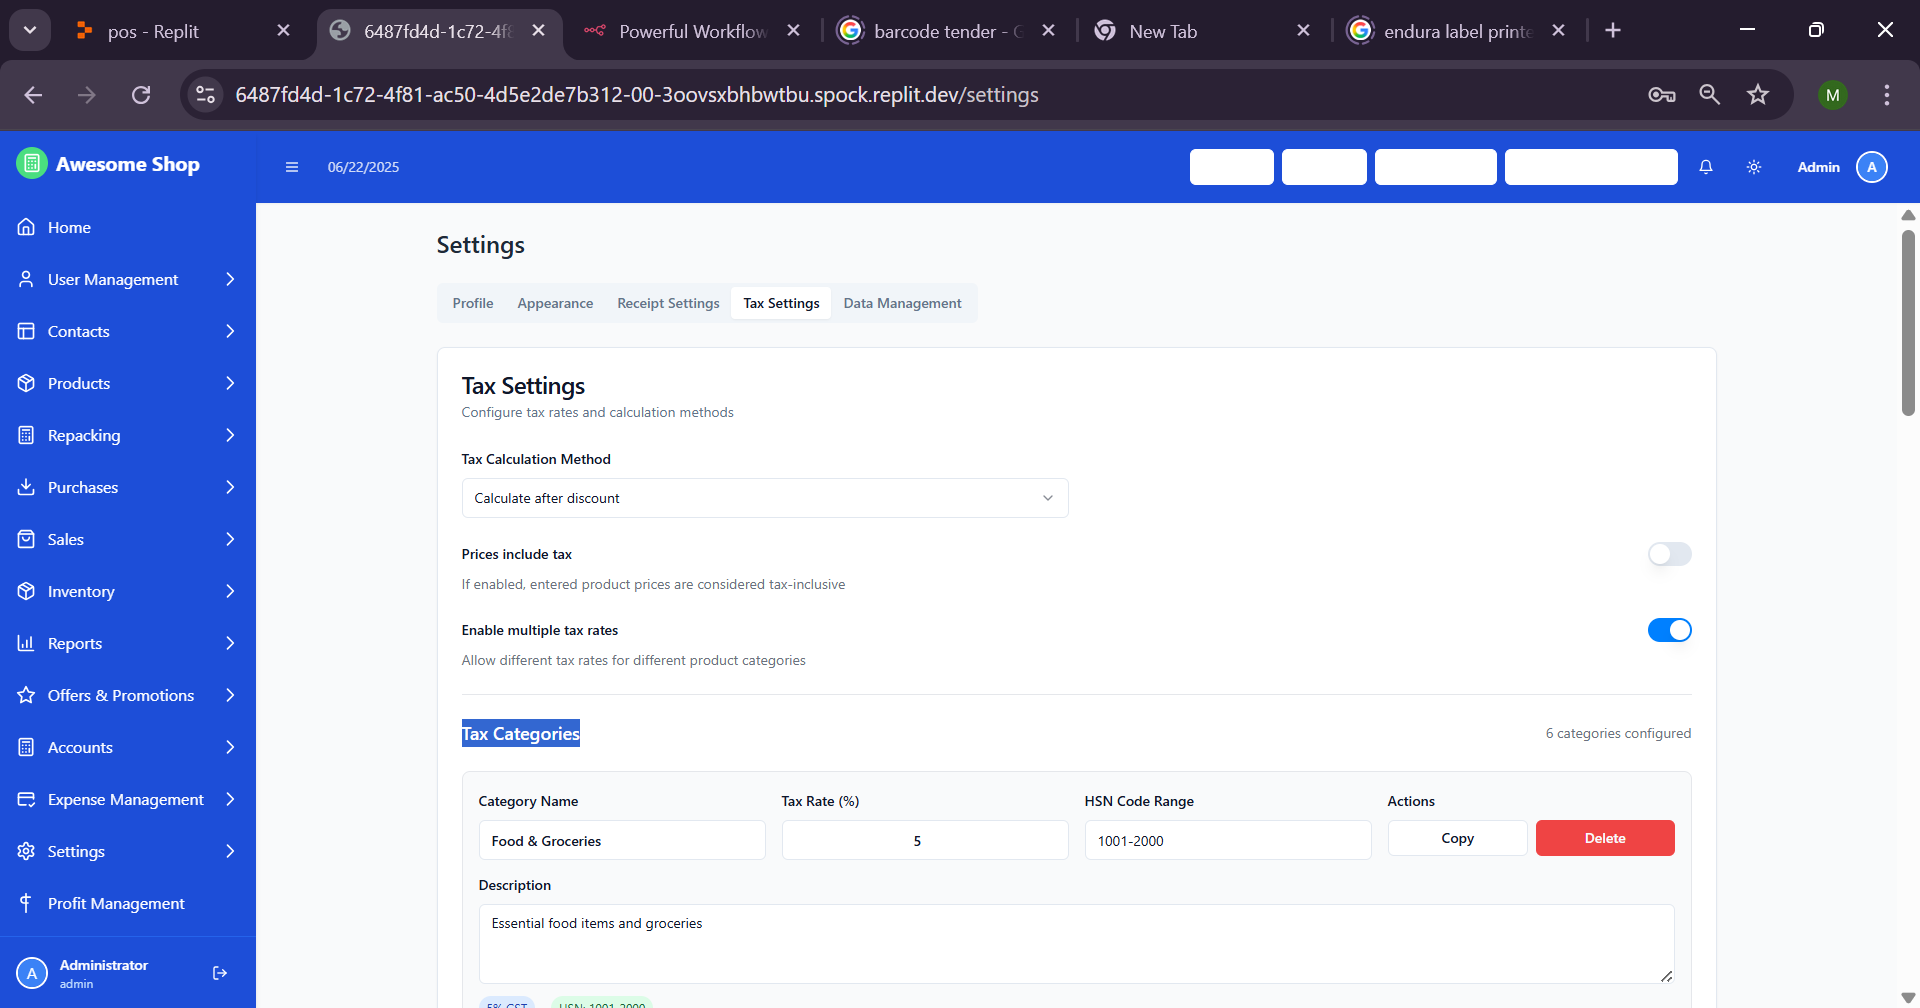 pos - Replit
6487fd4d-1c72-4f8
Powerful Workflow
barcode tender - G
New Tab
endura label printe
6487fd4d-1c72-4f81-ac50-4d5e2de7b312-00-3oovsxbhbwtbu.spock.replit.dev/settings
M
Awesome Shop
06/22/2025
Admin
A
Home
User Management
Contacts
Products
Repacking
Purchases
Sales
Inventory
Reports
Offers & Promotions
Accounts
Expense Management
Settings
Profit Management
A
Administrator
admin
Settings
Profile Appearance Receipt Settings Tax Settings Data Management
Tax Settings
Configure tax rates and calculation methods
Tax Calculation Method
Calculate after discount
Prices include tax
If enabled, entered product prices are considered tax-inclusive
Enable multiple tax rates
Allow different tax rates for different product categories
Tax Categories
6 categories configured
Category Name Tax Rate (%) HSN Code Range Actions
Food & Groceries 5 1001-2000 Copy Delete
Description
Essential food items and groceries
5% GST HSN: 1001-2000